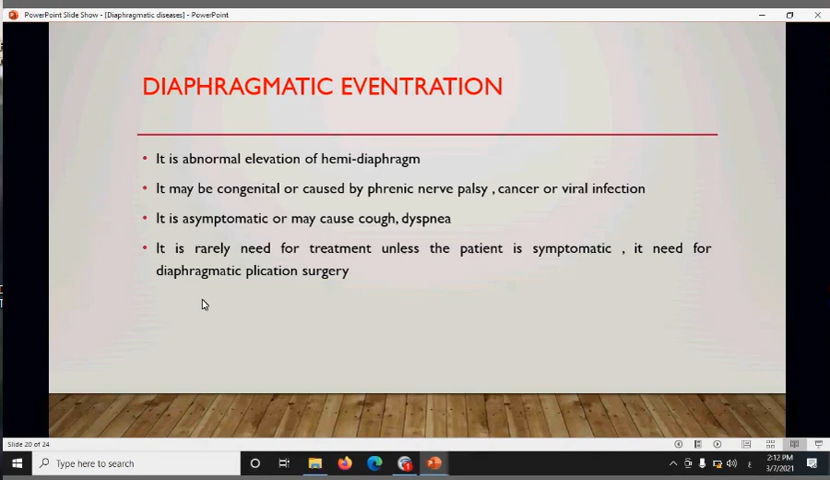 PowerPoint Slide Show - [Diaphragmatic diseases] - PowerPoint
DIAPHRAGMATIC EVENTRATION
• It is abnormal elevation of hemi-diaphragm
• It may be congenital or caused by phrenic nerve palsy , cancer or viral infection
• It is asymptomatic or may cause cough, dyspnea
• It is rarely need for treatment unless the patient is symptomatic , it need for
diaphragmatic plication surgery
Slide 20 of 24
Type here to search
ع
2:12 PM
3/7/2021